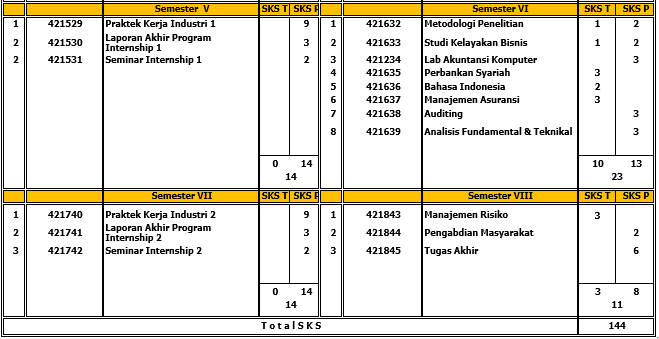 Semester V SKS T SKS P Semester VI SKS T SKS P
1 421529 Praktek Kerja Industri 1 9 1 421632 Metodologi Penelitian 1 2
2 421530 Laporan Akhir Program Internship 1 3 2 421633 Studi Kelayakan Bisnis 1 2
2 421531 Seminar Internship 1 2 3 421234 Lab Akuntansi Komputer 3
4 421635 Perbankan Syariah 3
5 421636 Bahasa Indonesia 2
6 421637 Manajemen Asuransi 3
7 421638 Auditing 3
8 421639 Analisis Fundamental & Teknikal 3
0 14 10 13
14 23
Semester VII SKS T SKS P Semester VIII SKS T SKS P
1 421740 Praktek Kerja Industri 2 9 1 421843 Manajemen Risiko 3
2 421741 Laporan Akhir Program Internship 2 3 2 421844 Pengabdian Masyarakat 2
3 421742 Seminar Internship 2 2 3 421845 Tugas Akhir 6
0 14 3 8
14 11
Total SKS 144